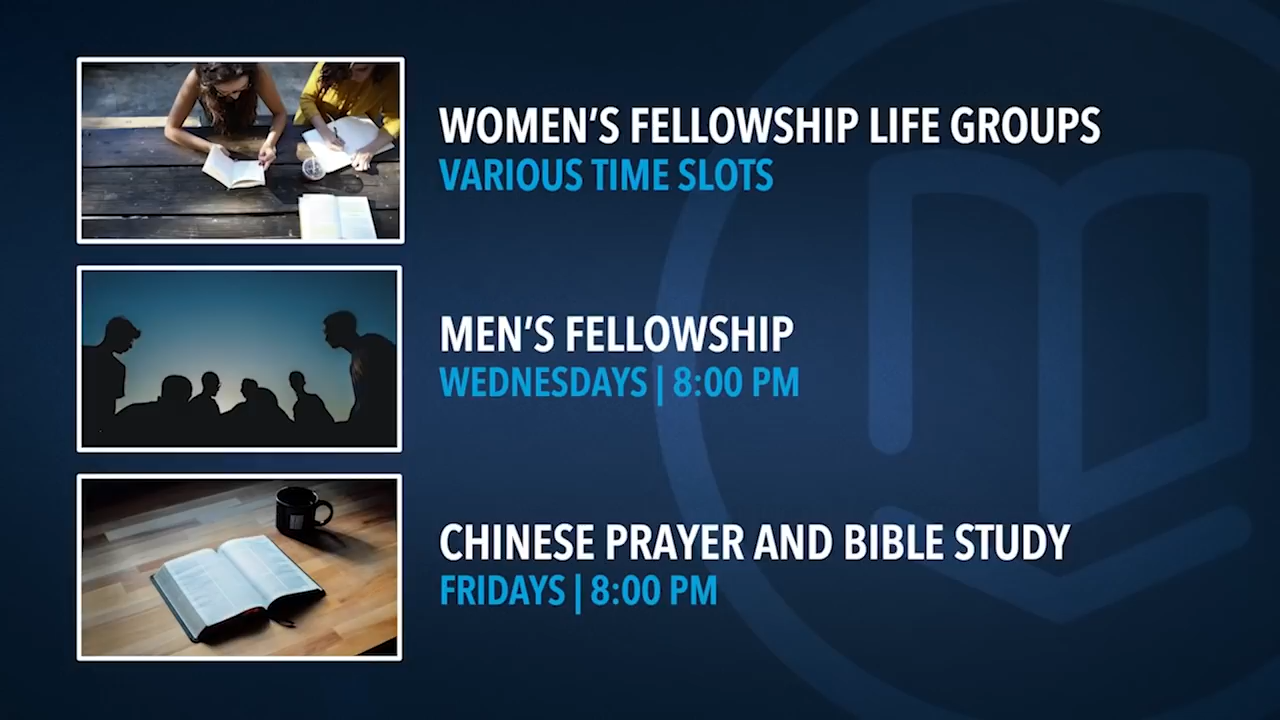 WOMEN'S FELLOWSHIP LIFE GROUPS
VARIOUS TIME SLOTS
MEN'S FELLOWSHIP
WEDNESDAYS | 8:00 PM
CHINESE PRAYER AND BIBLE STUDY
FRIDAYS | 8:00 PM